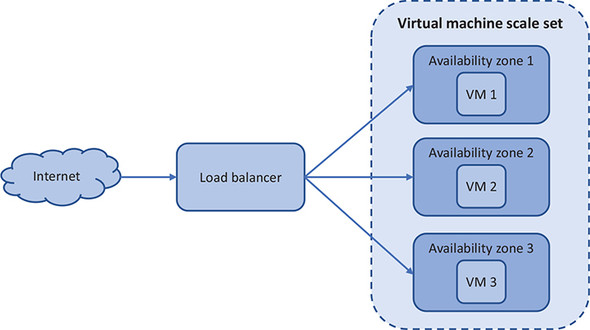 Virtual machine scale set
Availability zone 1
VM 1
Availability zone 2
VM 2
Availability zone 3
VM 3
Internet
Load balancer